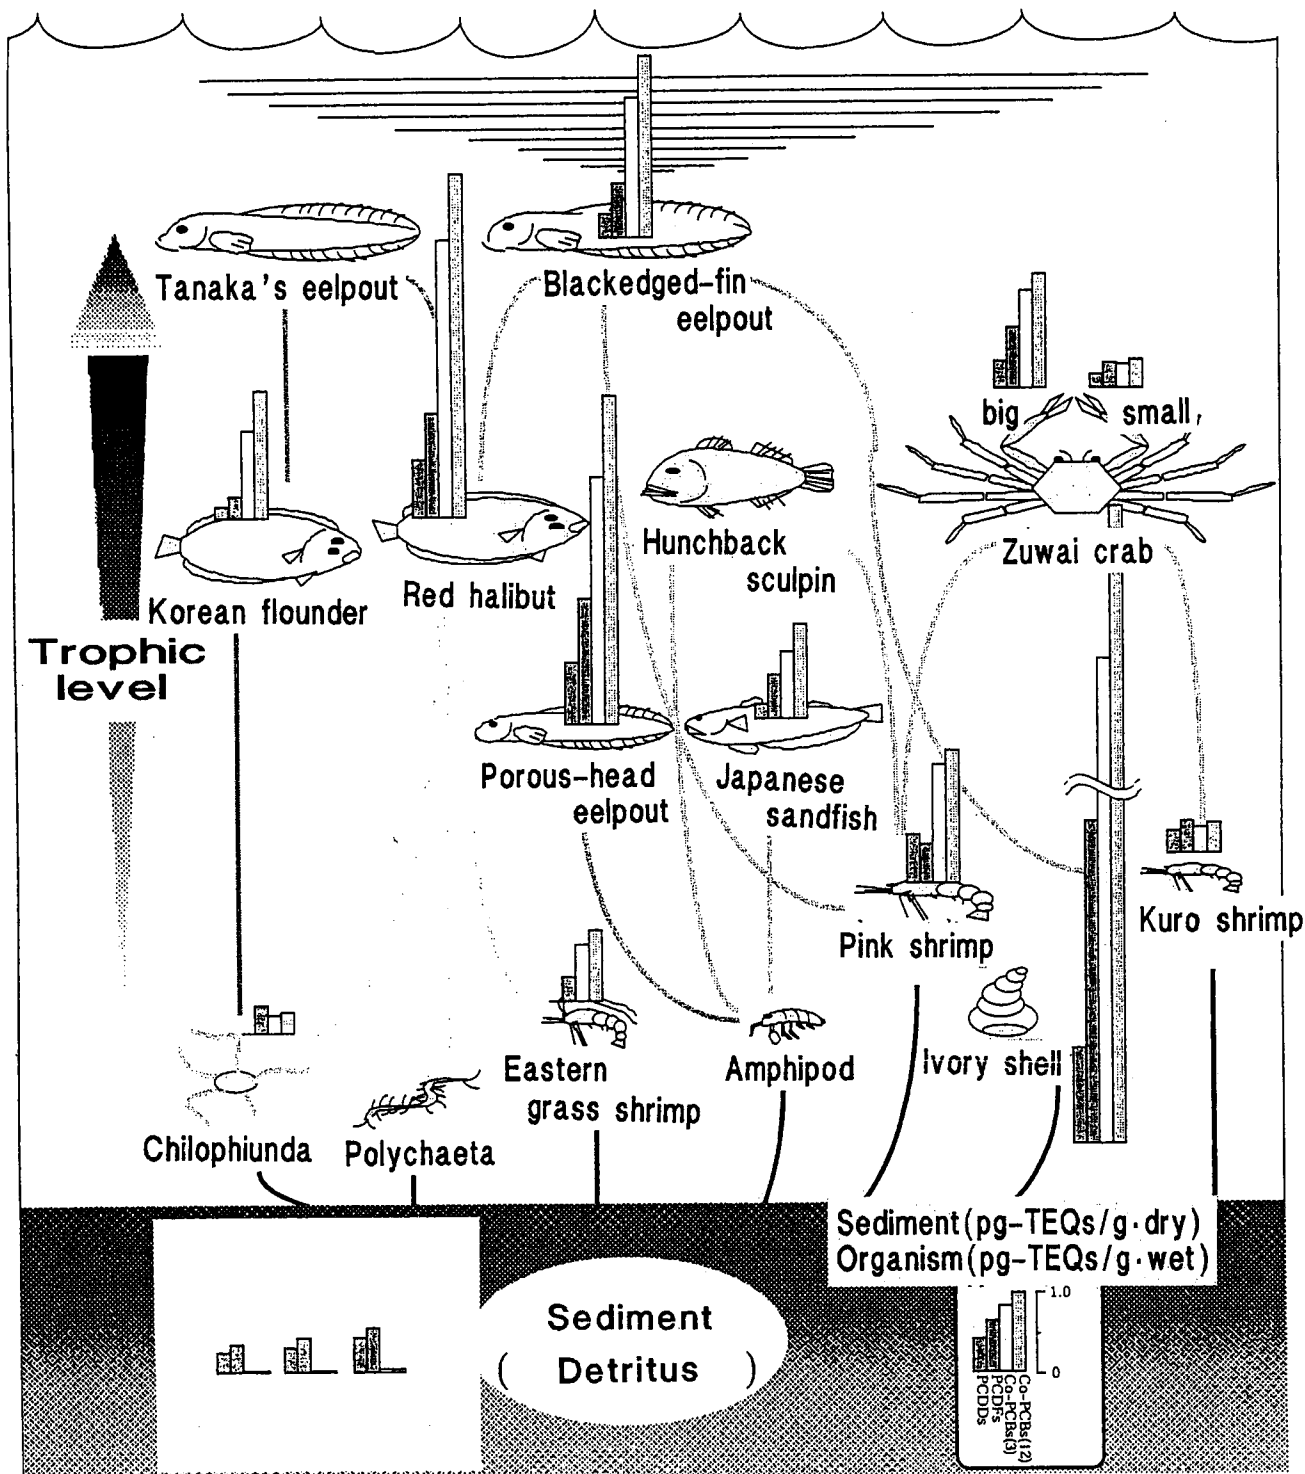 Tanaka's eelpout
Blackedged-fin
eelpout
big
small
Korean flounder
Red halibut
Hunchback
sculpin
Zuwai crab
Trophic
level
Porous-head
eelpout
Japanese
sandfish
Pink shrimp
Kuro shrimp
Chilophiunda
Polychaeta
Eastern
grass shrimp
Amphipod
Ivory shell
Sediment(pg-TEQs/g·dry)
Organism(pg-TEQs/g·wet)
Sediment
( Detritus )
1.0
0
PCDDs
PCDFs
Co-PCBs(3)
Co-PCBs(12)